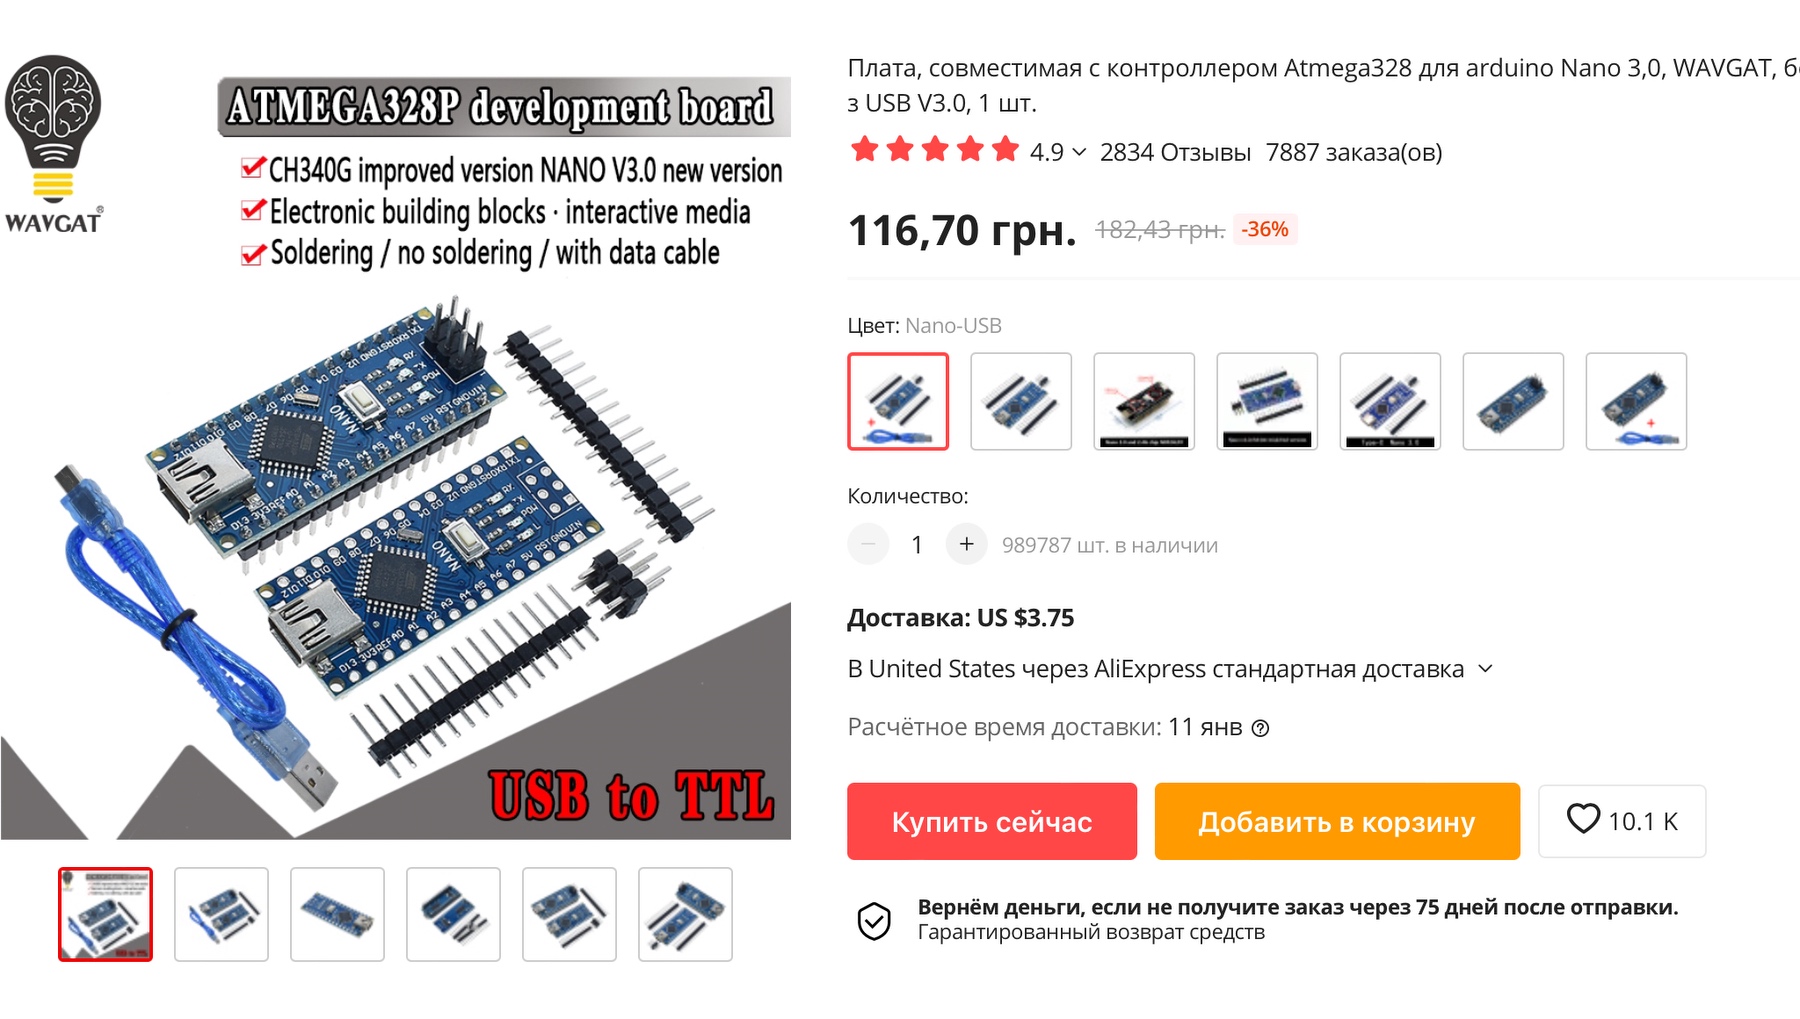 WAVGAT®
ATMEGA328P development board
CH340G improved version NANO V3.0 new version
Electronic building blocks · interactive media
Soldering / no soldering / with data cable
USB to TTL
Плата, совместимая с контроллером Atmega328 для arduino Nano 3,0, WAVGAT,
з USB V3.0, 1 шт.
4.9 2834 Отзывы 7887 заказа(ов)
116,70 грн. 182,43 грн. -36%
Цвет: Nano-USB
Количество:
1 989787 шт. в наличии
Доставка: US $3.75
В United States через AliExpress стандартная доставка
Расчётное время доставки: 11 янв
Купить сейчас
Добавить в корзину
10.1 K
Вернём деньги, если не получите заказ через 75 дней после отправки.
Гарантированный возврат средств